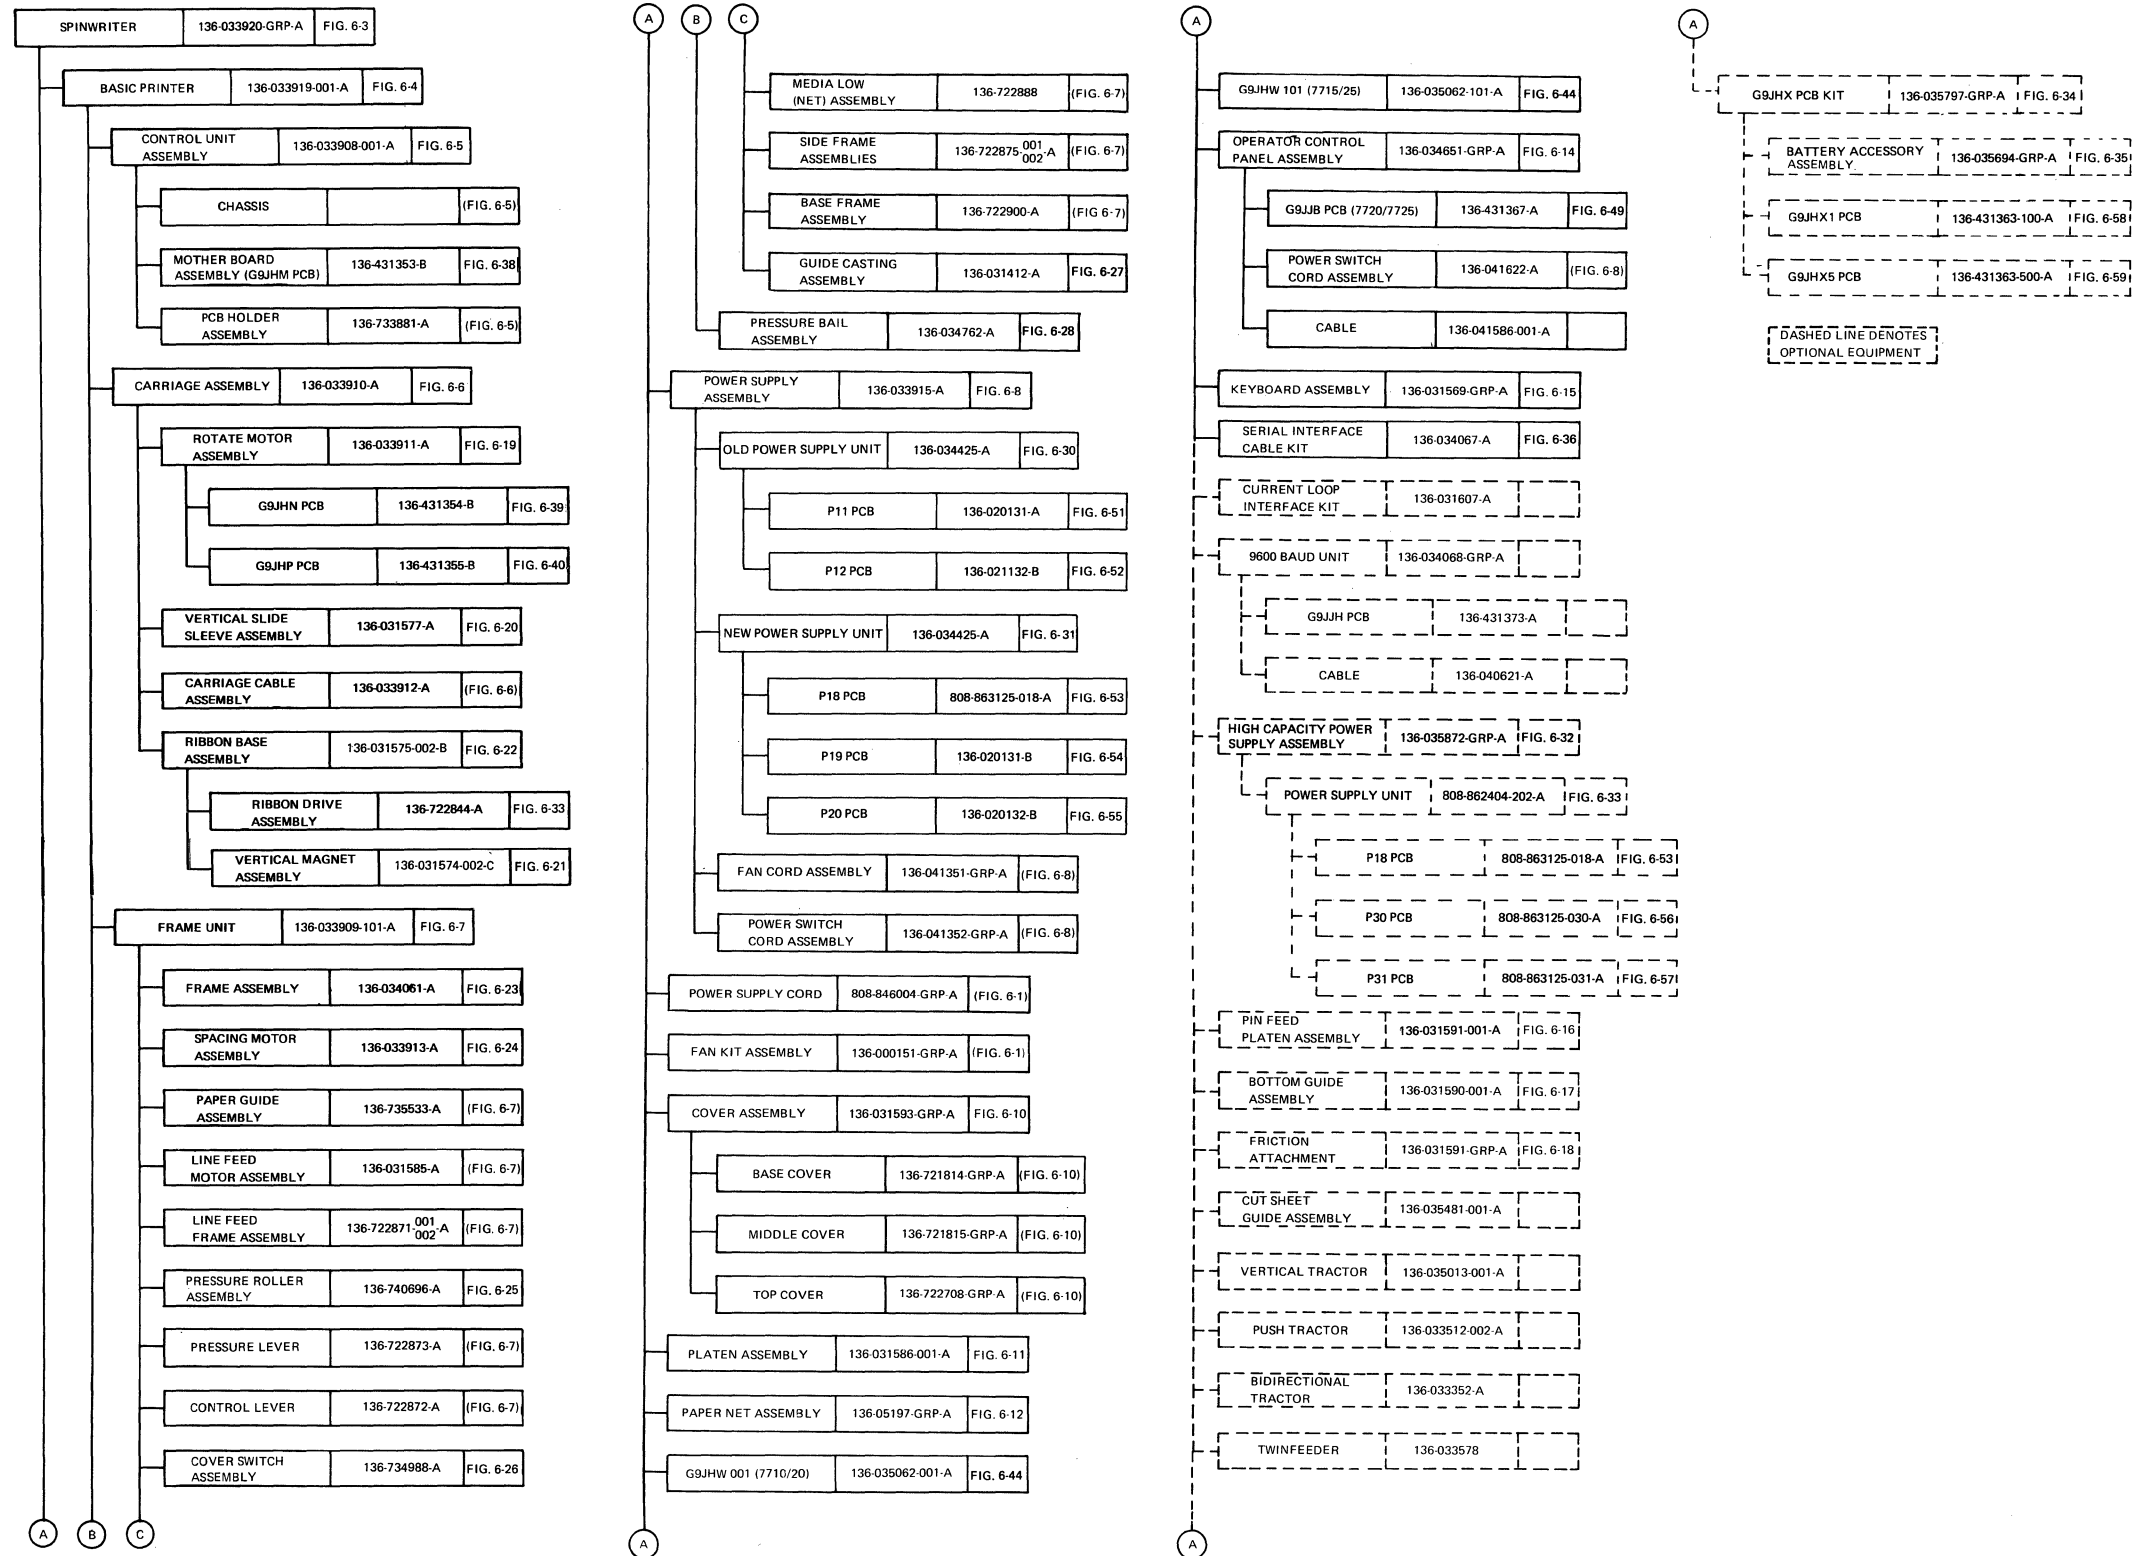 SPINWRITER 136-033920-GRP-A FIG. 6-3
BASIC PRINTER 136-033919-001-A FIG. 6-4
CONTROL UNIT
ASSEMBLY 136-033908-001-A FIG. 6-5
CHASSIS (FIG. 6-5)
MOTHER BOARD
ASSEMBLY (G9JHM PCB) 136-431353-B FIG. 6-38
PCB HOLDER
ASSEMBLY 136-733881-A (FIG. 6-5)
CARRIAGE ASSEMBLY 136-033910-A FIG. 6-6
ROTATE MOTOR
ASSEMBLY 136-033911-A FIG. 6-19
G9JHN PCB 136-431354-B FIG. 6-39
G9JHP PCB 136-431355-B FIG. 6-40
VERTICAL SLIDE
SLEEVE ASSEMBLY 136-031577-A FIG. 6-20
CARRIAGE CABLE
ASSEMBLY 136-033912-A (FIG. 6-6)
RIBBON BASE
ASSEMBLY 136-031575-002-B FIG. 6-22
RIBBON DRIVE
ASSEMBLY 136-722844-A FIG. 6-33
VERTICAL MAGNET
ASSEMBLY 136-031574-002-C FIG. 6-21
FRAME UNIT 136-033909-101-A FIG. 6-7
FRAME ASSEMBLY 136-034061-A FIG. 6-23
SPACING MOTOR
ASSEMBLY 136-033913-A FIG. 6-24
PAPER GUIDE
ASSEMBLY 136-735533-A (FIG. 6-7)
LINE FEED
MOTOR ASSEMBLY 136-031585-A (FIG. 6-7)
LINE FEED
FRAME ASSEMBLY 136-722871-001 002-A (FIG. 6-7)
PRESSURE ROLLER
ASSEMBLY 136-740696-A FIG. 6-25
PRESSURE LEVER 136-722873-A (FIG. 6-7)
CONTROL LEVER 136-722872-A (FIG. 6-7)
COVER SWITCH
ASSEMBLY 136-734988-A FIG. 6-26
A B C
A B C
MEDIA LOW
(NET) ASSEMBLY 136-722888 (FIG. 6-7)
SIDE FRAME
ASSEMBLIES 136-722875-001 002-A (FIG. 6-7)
BASE FRAME
ASSEMBLY 136-722900-A (FIG 6-7)
GUIDE CASTING
ASSEMBLY 136-031412-A FIG. 6-27
PRESSURE BAIL
ASSEMBLY 136-034762-A FIG. 6-28
POWER SUPPLY
ASSEMBLY 136-033915-A FIG. 6-8
OLD POWER SUPPLY UNIT 136-034425-A FIG. 6-30
P11 PCB 136-020131-A FIG. 6-51
P12 PCB 136-021132-B FIG. 6-52
NEW POWER SUPPLY UNIT 136-034425-A FIG. 6-31
P18 PCB 808-863125-018-A FIG. 6-53
P19 PCB 136-020131-B FIG. 6-54
P20 PCB 136-020132-B FIG. 6-55
FAN CORD ASSEMBLY 136-041351-GRP-A (FIG. 6-8)
POWER SWITCH
CORD ASSEMBLY 136-041352-GRP-A (FIG. 6-8)
POWER SUPPLY CORD 808-846004-GRP-A (FIG. 6-1)
FAN KIT ASSEMBLY 136-000151-GRP-A (FIG. 6-1)
COVER ASSEMBLY 136-031593-GRP-A FIG. 6-10
BASE COVER 136-721814-GRP-A (FIG. 6-10)
MIDDLE COVER 136-721815-GRP-A (FIG. 6-10)
TOP COVER 136-722708-GRP-A (FIG. 6-10)
PLATEN ASSEMBLY 136-031586-001-A FIG. 6-11
PAPER NET ASSEMBLY 136-05197-GRP-A FIG. 6-12
G9JHW 001 (7710/20) 136-035062-001-A FIG. 6-44
A
A
G9JHW 101 (7715/25) 136-035062-101-A FIG. 6-44
OPERATOR CONTROL
PANEL ASSEMBLY 136-034651-GRP-A FIG. 6-14
G9JJB PCB (7720/7725) 136-431367-A FIG. 6-49
POWER SWITCH
CORD ASSEMBLY 136-041622-A (FIG. 6-8)
CABLE 136-041586-001-A
KEYBOARD ASSEMBLY 136-031569-GRP-A FIG. 6-15
SERIAL INTERFACE
CABLE KIT 136-034067-A FIG. 6-36
CURRENT LOOP
INTERFACE KIT 136-031607-A
9600 BAUD UNIT 136-034068-GRP-A
G9JJH PCB 136-431373-A
CABLE 136-040621-A
HIGH CAPACITY POWER
SUPPLY ASSEMBLY 136-035872-GRP-A FIG. 6-32
POWER SUPPLY UNIT 808-862404-202-A FIG. 6-33
P18 PCB 808-863125-018-A FIG. 6-53
P30 PCB 808-863125-030-A FIG. 6-56
P31 PCB 808-863125-031-A FIG. 6-57
PIN FEED
PLATEN ASSEMBLY 136-031591-001-A FIG. 6-16
BOTTOM GUIDE
ASSEMBLY 136-031590-001-A FIG. 6-17
FRICTION
ATTACHMENT 136-031591-GRP-A FIG. 6-18
CUT SHEET
GUIDE ASSEMBLY 136-035481-001-A
VERTICAL TRACTOR 136-035013-001-A
PUSH TRACTOR 136-033512-002-A
BIDIRECTIONAL
TRACTOR 136-033352-A
TWINFEEDER 136-033578
A
A
G9JHX PCB KIT 136-035797-GRP-A FIG. 6-34
BATTERY ACCESSORY
ASSEMBLY 136-035694-GRP-A FIG. 6-35
G9JHX1 PCB 136-431363-100-A FIG. 6-58
G9JHX5 PCB 136-431363-500-A FIG. 6-59
DASHED LINE DENOTES
OPTIONAL EQUIPMENT